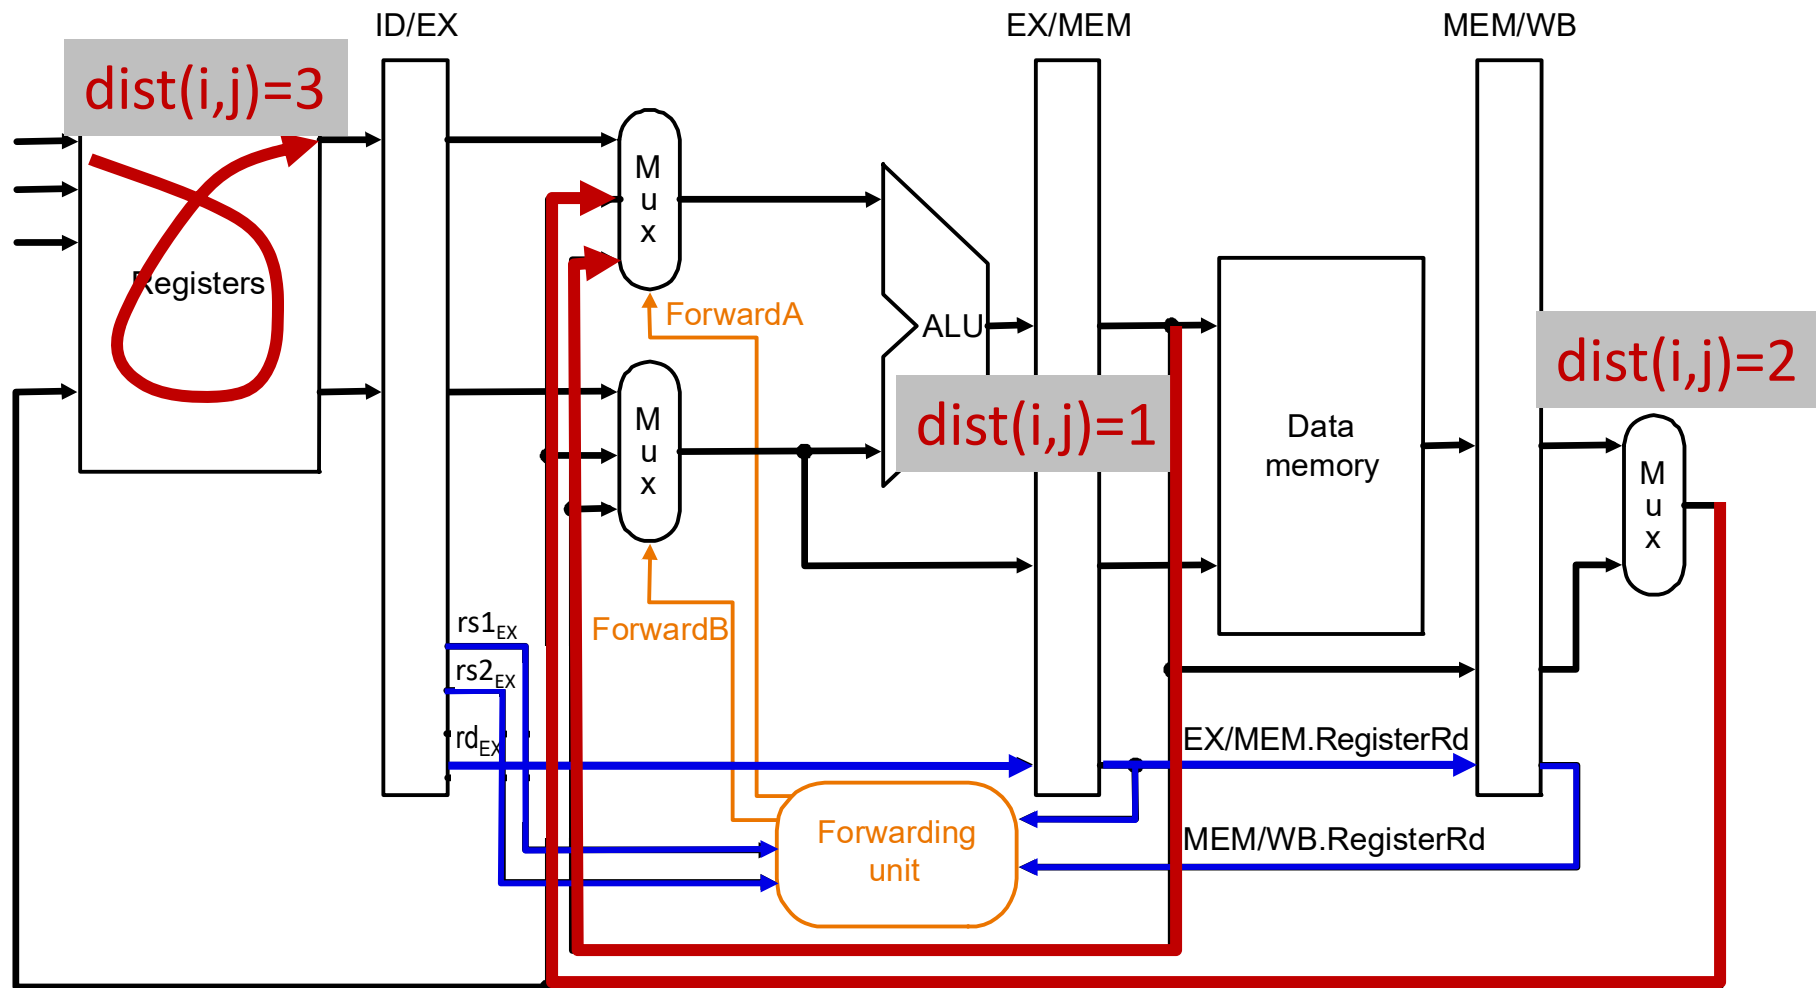 ID/EX
EX/MEM
MEM/WB
dist(i,j)=3
M
u
x
Registers
ForwardA
ALU
dist(i,j)=2
dist(i,j)=1
M
u
x
Data
memory
M
u
x
rs1EX
ForwardB
rs2EX
rdEX
EX/MEM.RegisterRd
Forwarding
unit
MEM/WB.RegisterRd